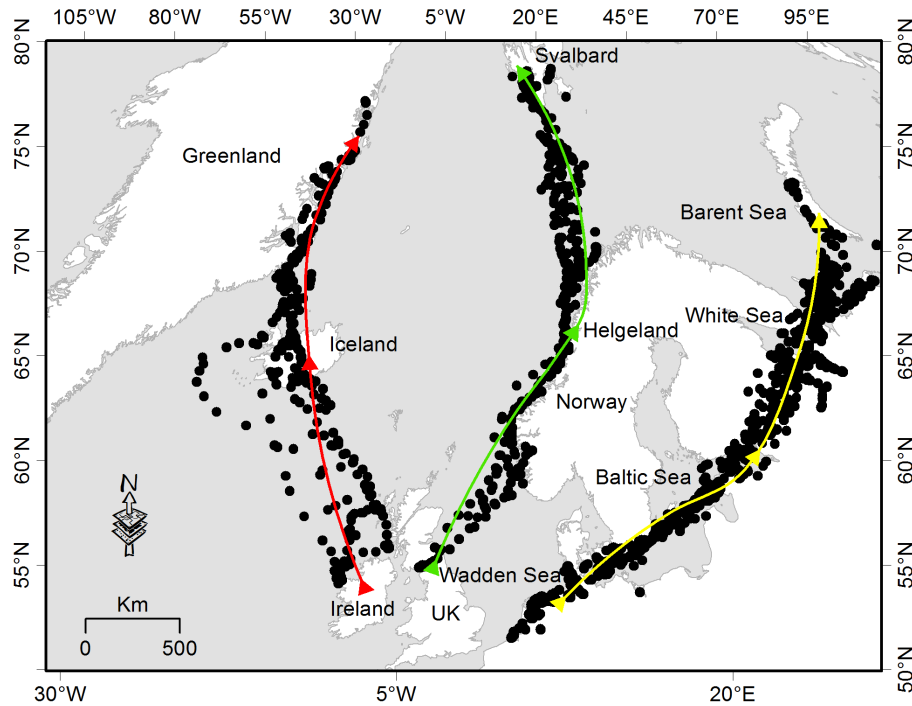 105°W 75°W 55°W 30°W 5°W 20°E 45°E 70°E 95°E
80°N 80°N
Svalbard
75°N 75°N
Greenland
Barent Sea
70°N 70°N
White Sea
Helgeland
Iceland
65°N 65°N
Norway
60°N 60°N
Baltic Sea
N
55°N 55°N
Wadden Sea
Km
Ireland
UK
0 500
50°N 50°N
30°W 5°W 20°E